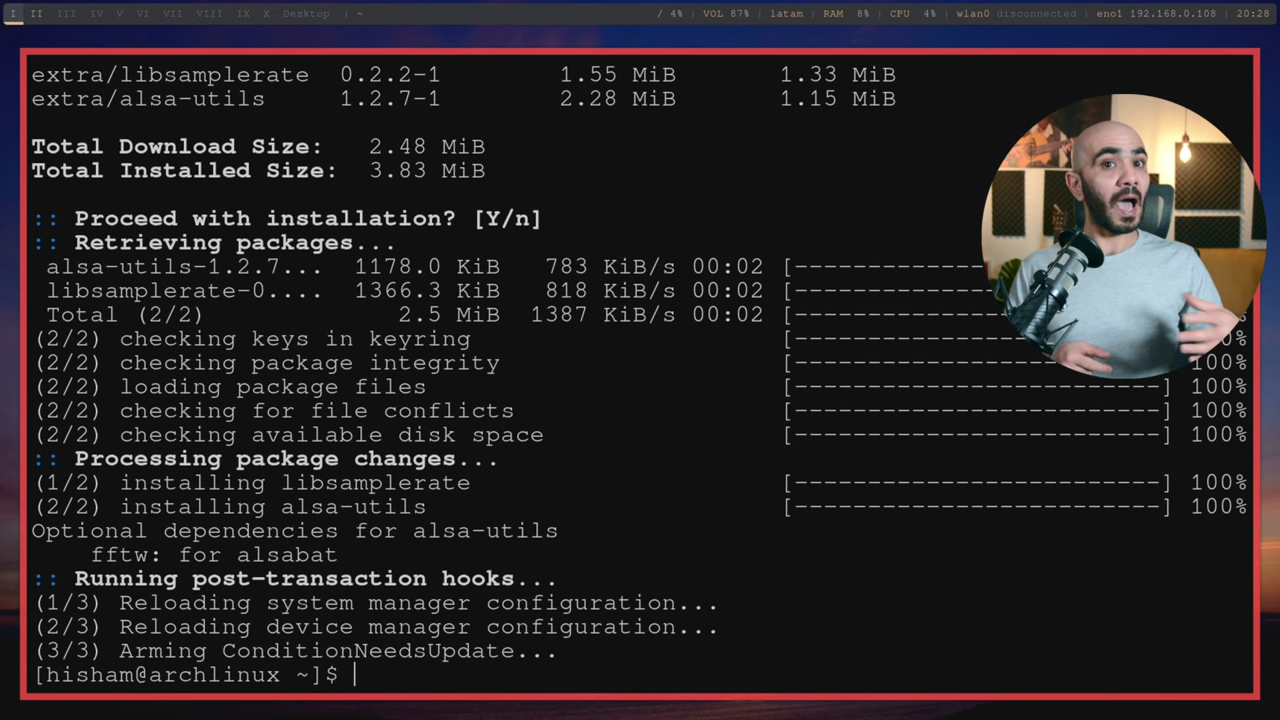 I II III IV V VI VII VIII IX X Desktop | ~ / 4% | VOL 87% | latam | RAM 8% | CPU 4% | wlan0 disconnected | eno1 192.168.0.108 | 20:28
extra/libsamplerate 0.2.2-1 1.55 MiB 1.33 MiB
extra/alsa-utils 1.2.7-1 2.28 MiB 1.15 MiB
Total Download Size: 2.48 MiB
Total Installed Size: 3.83 MiB
:: Proceed with installation? [Y/n]
:: Retrieving packages...
alsa-utils-1.2.7... 1178.0 KiB 783 KiB/s 00:02 [--------------
libsamplerate-0.... 1366.3 KiB 818 KiB/s 00:02 [--------------
Total (2/2) 2.5 MiB 1387 KiB/s 00:02 [---------------
(2/2) checking keys in keyring [------------------
(2/2) checking package integrity [--------------------- 100%
(2/2) loading package files [--------------------------] 100%
(2/2) checking for file conflicts [--------------------------] 100%
(2/2) checking available disk space [--------------------------] 100%
:: Processing package changes...
(1/2) installing libsamplerate [--------------------------] 100%
(2/2) installing alsa-utils [--------------------------] 100%
Optional dependencies for alsa-utils
fftw: for alsabat
:: Running post-transaction hooks...
(1/3) Reloading system manager configuration...
(2/3) Reloading device manager configuration...
(3/3) Arming ConditionNeedsUpdate...
[hisham@archlinux ~]$